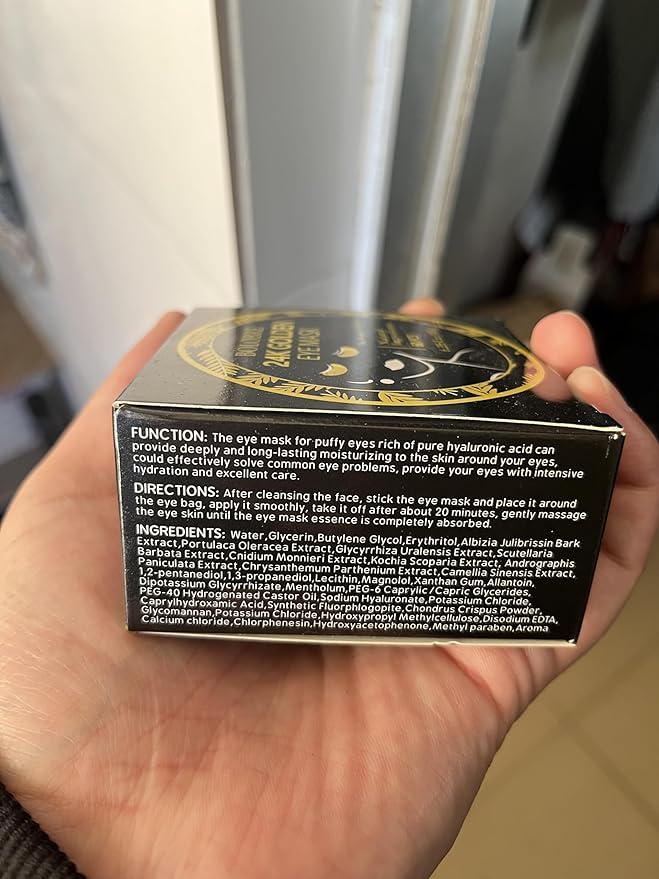 24K GOLDEN
EYE MASK
FUNCTION: The eye mask for puffy eyes rich of pure hyaluronic acid can
provide deeply and long-lasting moisturizing to the skin around your eyes,
could effectively solve common eye problems, provide your eyes with intensive
hydration and excellent care.
DIRECTIONS: After cleansing the face, stick the eye mask and place it around
the eye bag, apply it smoothly, take it off after about 20 minutes, gently massage
the eye skin until the eye mask essence is completely absorbed.
INGREDIENTS: Water,Glycerin,Butylene Glycol,Erythritol,Albizia Julibrissin Bark
Extract,Portulaca Oleracea Extract,Glycyrrhiza Uralensis Extract,Scutellaria
Barbata Extract,Cnidium Monnieri Extract,Kochia Scoparia Extract, Andrographis
Paniculata Extract,Chrysanthemum Parthenium Extract,Camellia Sinensis Extract,
1,2-pentanediol,1,3-propanediol,Lecithin,Magnolol,Xanthan Gum,Allantoin,
Dipotassium Glycyrrhizate,Mentholum,PEG-6 Caprylic / Capric Glycerides,
PEG-40 Hydrogenated Castor Oil,Sodium Hyaluronate,Potassium Chloride,
Caprylhydroxamic Acid,Synthetic Fluorphlogopite,Chondrus Crispus Powder,
Glycomannan,Potassium Chloride,Hydroxypropyl Methylcellulose,Disodium EDTA,
Calcium chloride,Chlorphenesin,Hydroxyacetophenone,Methyl paraben,Aroma